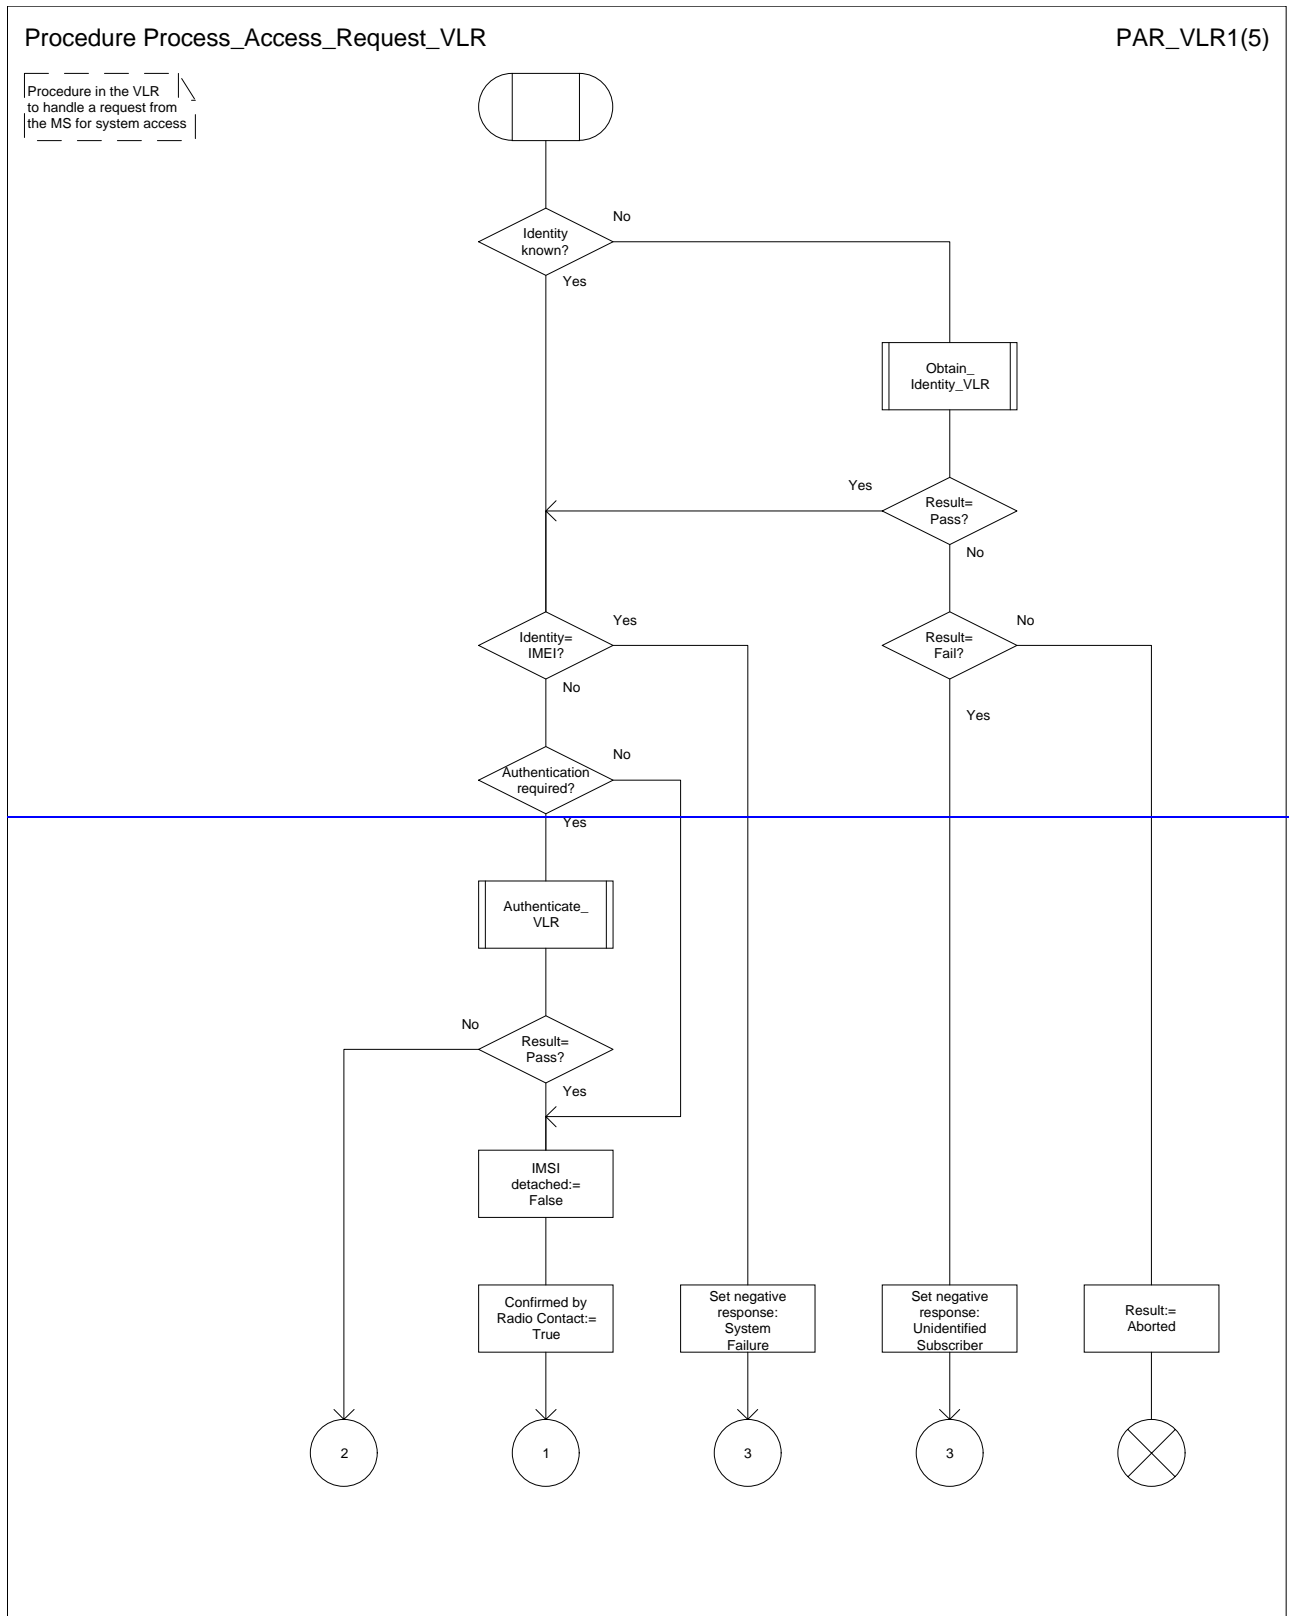 Procedure Process_Access_Request_VLR
PAR_VLR1(5)
Procedure in the VLR
to handle a request from
the MS for system access
Identity
known?
No
Yes
Obtain_
Identity_VLR
Result=
Pass?
Yes
No
Identity=
IMEI?
Yes
No
Result=
Fail?
No
Yes
Authentication
required?
No
Yes
Authenticate_
VLR
Result=
Pass?
No
Yes
IMSI
detached:=
False
Confirmed by
Radio Contact:=
True
Set negative
response:
System
Failure
Set negative
response:
Unidentified
Subscriber
Result:=
Aborted
2
1
3
3